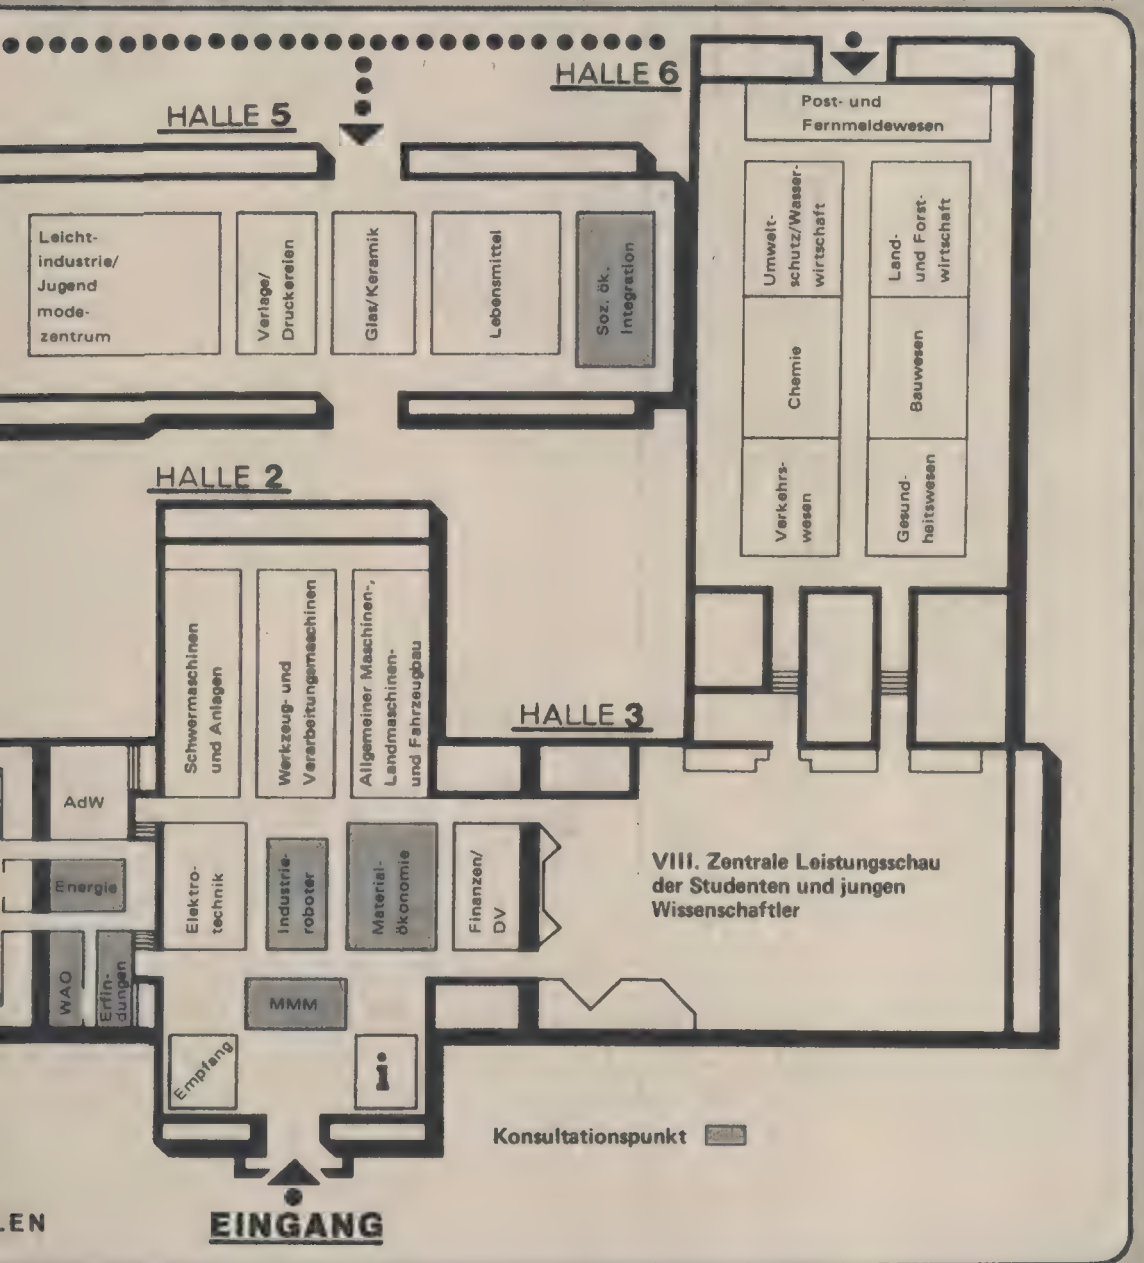 HALLE 6
HALLE 5
Post- und
Fernmeldewesen
Umwelt-
schutz/Wasser-
wirtschaft
Land-
und Forst-
wirtschaft
Leicht-
industrie/
Jugend
mode-
zentrum
Verlage/
Druckereien
Glas/Keramik
Lebensmittel
Soz. ök.
Integration
Chemie
Bauwesen
Verkehrs-
wesen
Gesund-
heitswesen
HALLE 2
Schwermaschinen
und Anlagen
Werkzeug- und
Verarbeitungsmaschinen
Allgemeiner Maschinen-,
Landmaschinen-
und Fahrzeugbau
HALLE 3
AdW
Energie
WAO
Erfin-
dungen
Elektro-
technik
Industrie-
roboter
Material-
ökonomie
Finanzen/
DV
VIII. Zentrale Leistungsschau
der Studenten und jungen
Wissenschaftler
MMM
Empfang
Konsultationspunkt
LEN
EINGANG